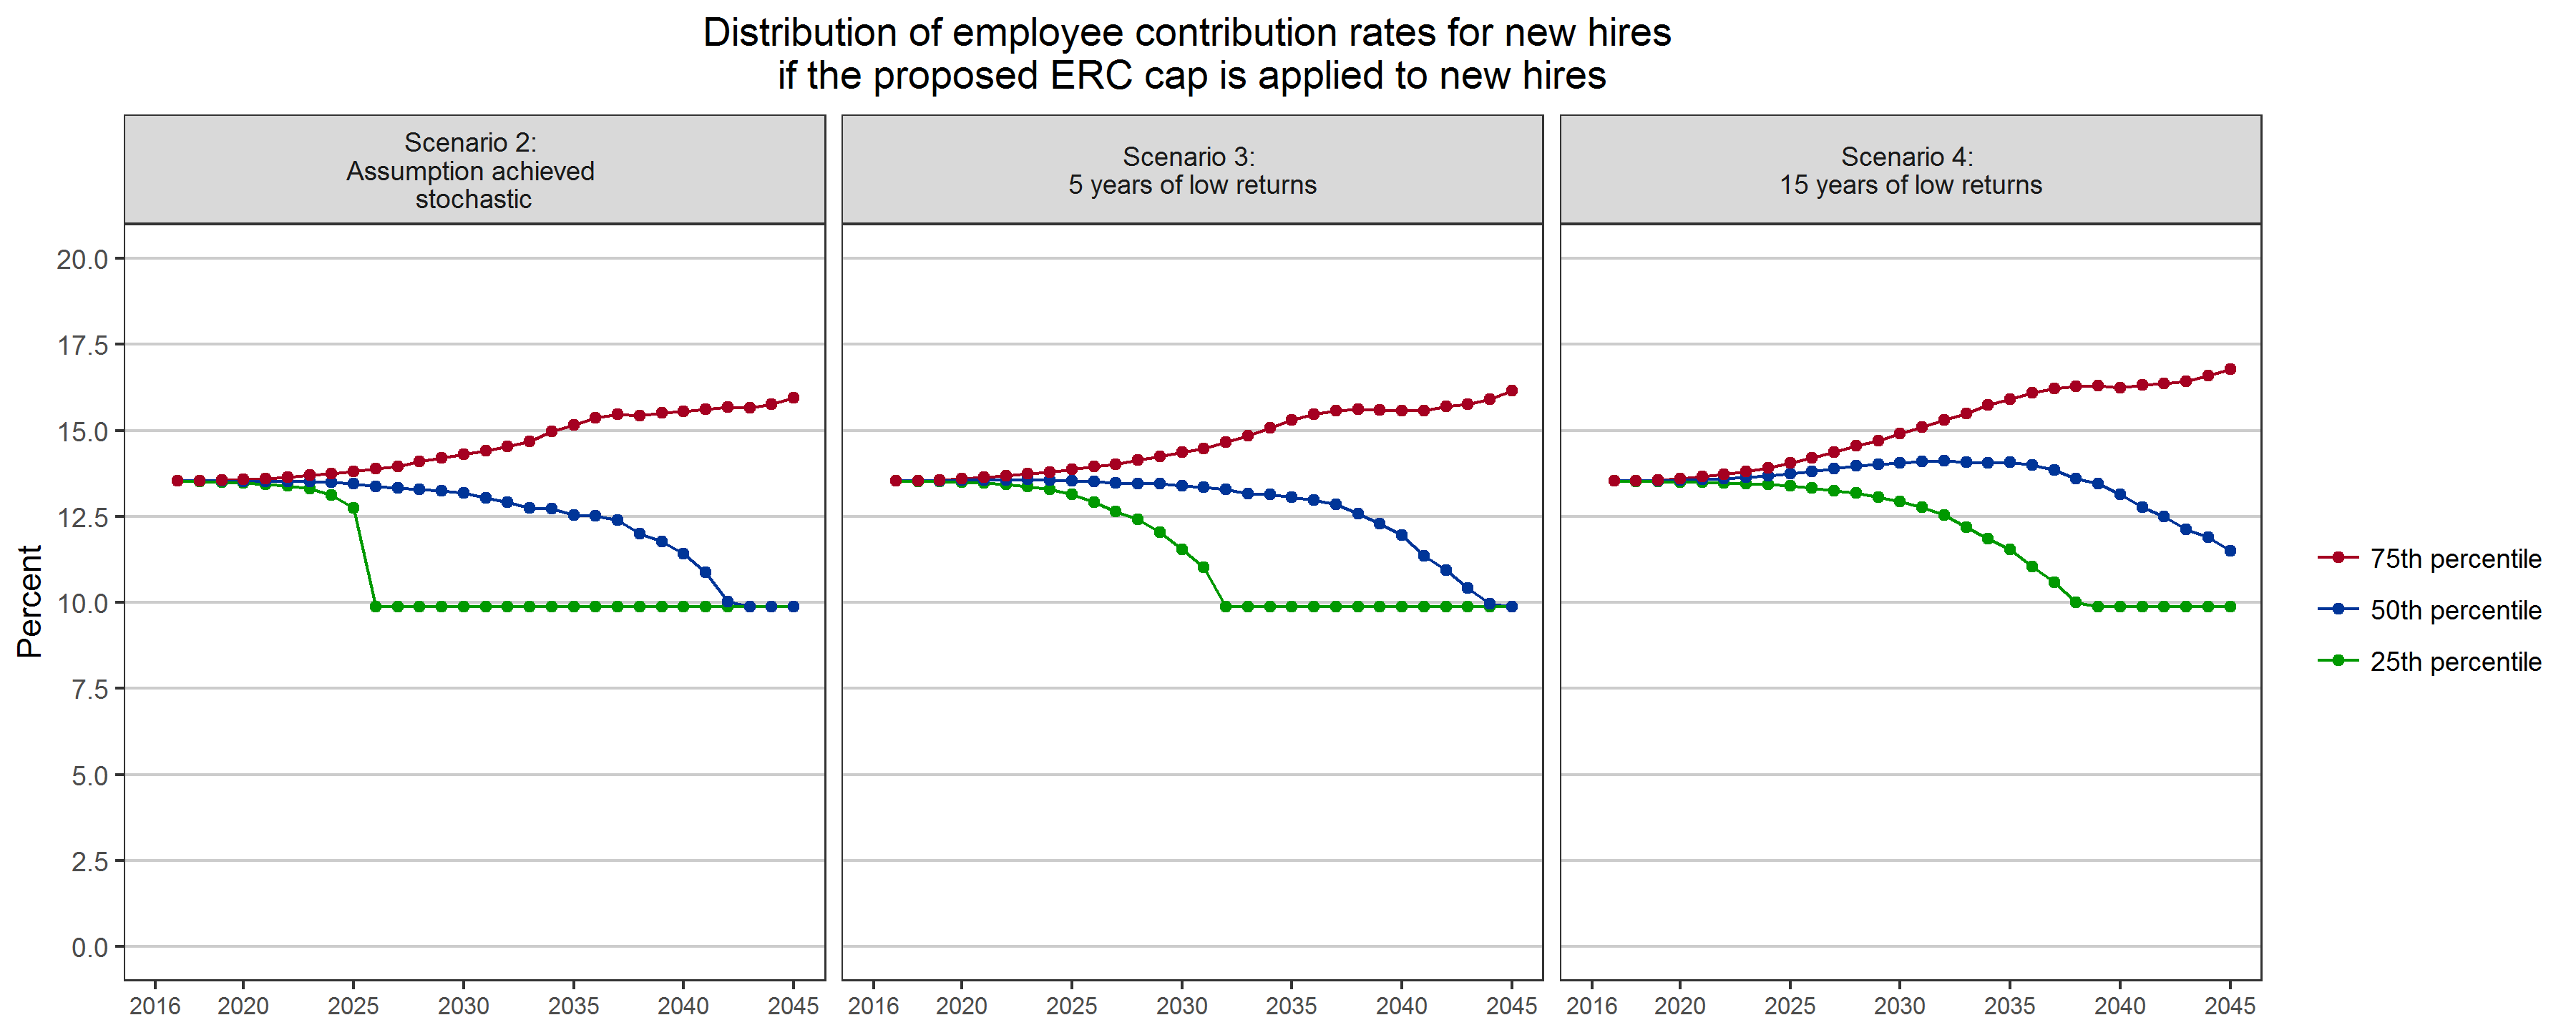 Distribution of employee contribution rates for new hires
if the proposed ERC cap is applied to new hires
Scenario 2:
Assumption achieved
stochastic
Scenario 3:
5 years of low returns
Scenario 4:
15 years of low returns
Percent
20.0
17.5
15.0
12.5
10.0
7.5
5.0
2.5
0.0
2016 2020 2025 2030 2035 2040 2045
2016 2020 2025 2030 2035 2040 2045
2016 2020 2025 2030 2035 2040 2045
75th percentile
50th percentile
25th percentile